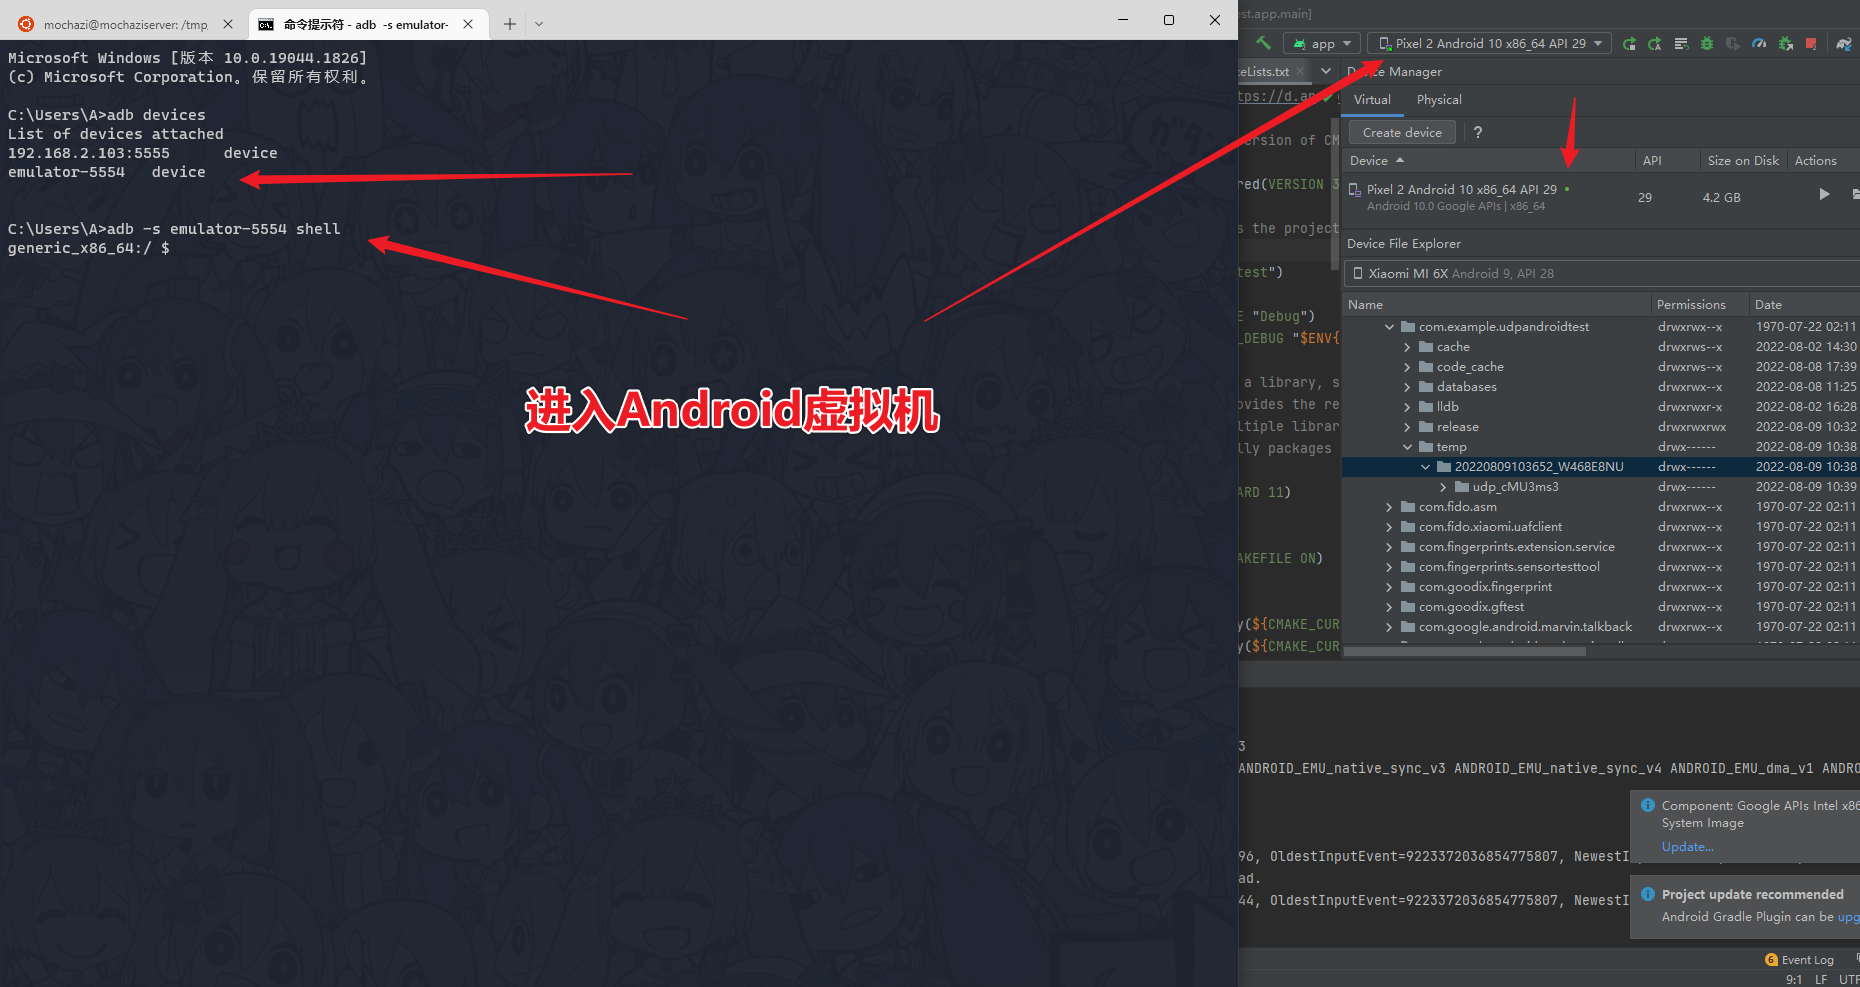 mochazi@mochaziserver: /tmp
命令提示符 - adb -s emulator-
Microsoft Windows [版本 10.0.19044.1826]
(c) Microsoft Corporation。保留所有权利。
C:\Users\A>adb devices
List of devices attached
192.168.2.103:5555 device
emulator-5554 device
C:\Users\A>adb -s emulator-5554 shell
generic_x86_64:/ $
进入Android虚拟机
est.app.main]
app
Pixel 2 Android 10 x86_64 API 29
eLists.txt
tps://d.an
ersion of CM
red(VERSION 3
s the project
test")
E "Debug")
_DEBUG "$ENV{
a library, s
ovides the re
ltiple librar
lly packages
ARD 11)
AKEFILE ON)
y(${CMAKE_CUR
y(${CMAKE_CUR
Device Manager
Virtual Physical
Create device ?
Device API Size on Disk Actions
Pixel 2 Android 10 x86_64 API 29
Android 10.0 Google APIs | x86_64
29 4.2 GB
Device File Explorer
Xiaomi MI 6X Android 9, API 28
Name Permissions Date
com.example.udpandroidtest drwxrwx--x 1970-07-22 02:11
cache drwxrws--x 2022-08-02 14:30
code_cache drwxrws--x 2022-08-08 17:39
databases drwxrwx--x 2022-08-08 11:25
lldb drwxrwxr-x 2022-08-02 16:28
release drwxrwxrwx 2022-08-09 10:32
temp drwx------ 2022-08-09 10:38
20220809103652_W468E8NU drwx------ 2022-08-09 10:38
udp_cMU3ms3 drwx------ 2022-08-09 10:39
com.fido.asm drwxrwx--x 1970-07-22 02:11
com.fido.xiaomi.uafclient drwxrwx--x 1970-07-22 02:11
com.fingerprints.extension.service drwxrwx--x 1970-07-22 02:11
com.fingerprints.sensortesttool drwxrwx--x 1970-07-22 02:11
com.goodix.fingerprint drwxrwx--x 1970-07-22 02:11
com.goodix.gftest drwxrwx--x 1970-07-22 02:11
com.google.android.marvin.talkback drwxrwx--x 1970-07-22 02:11
3
ANDROID_EMU_native_sync_v3 ANDROID_EMU_native_sync_v4 ANDROID_EMU_dma_v1 ANDRO
96, OldestInputEvent=9223372036854775807, NewestI
ad.
44, OldestInputEvent=9223372036854775807, NewestI
Component: Google APIs Intel x86
System Image
Update...
Project update recommended
Android Gradle Plugin can be upg
6 Event Log
9:1 LF UTF